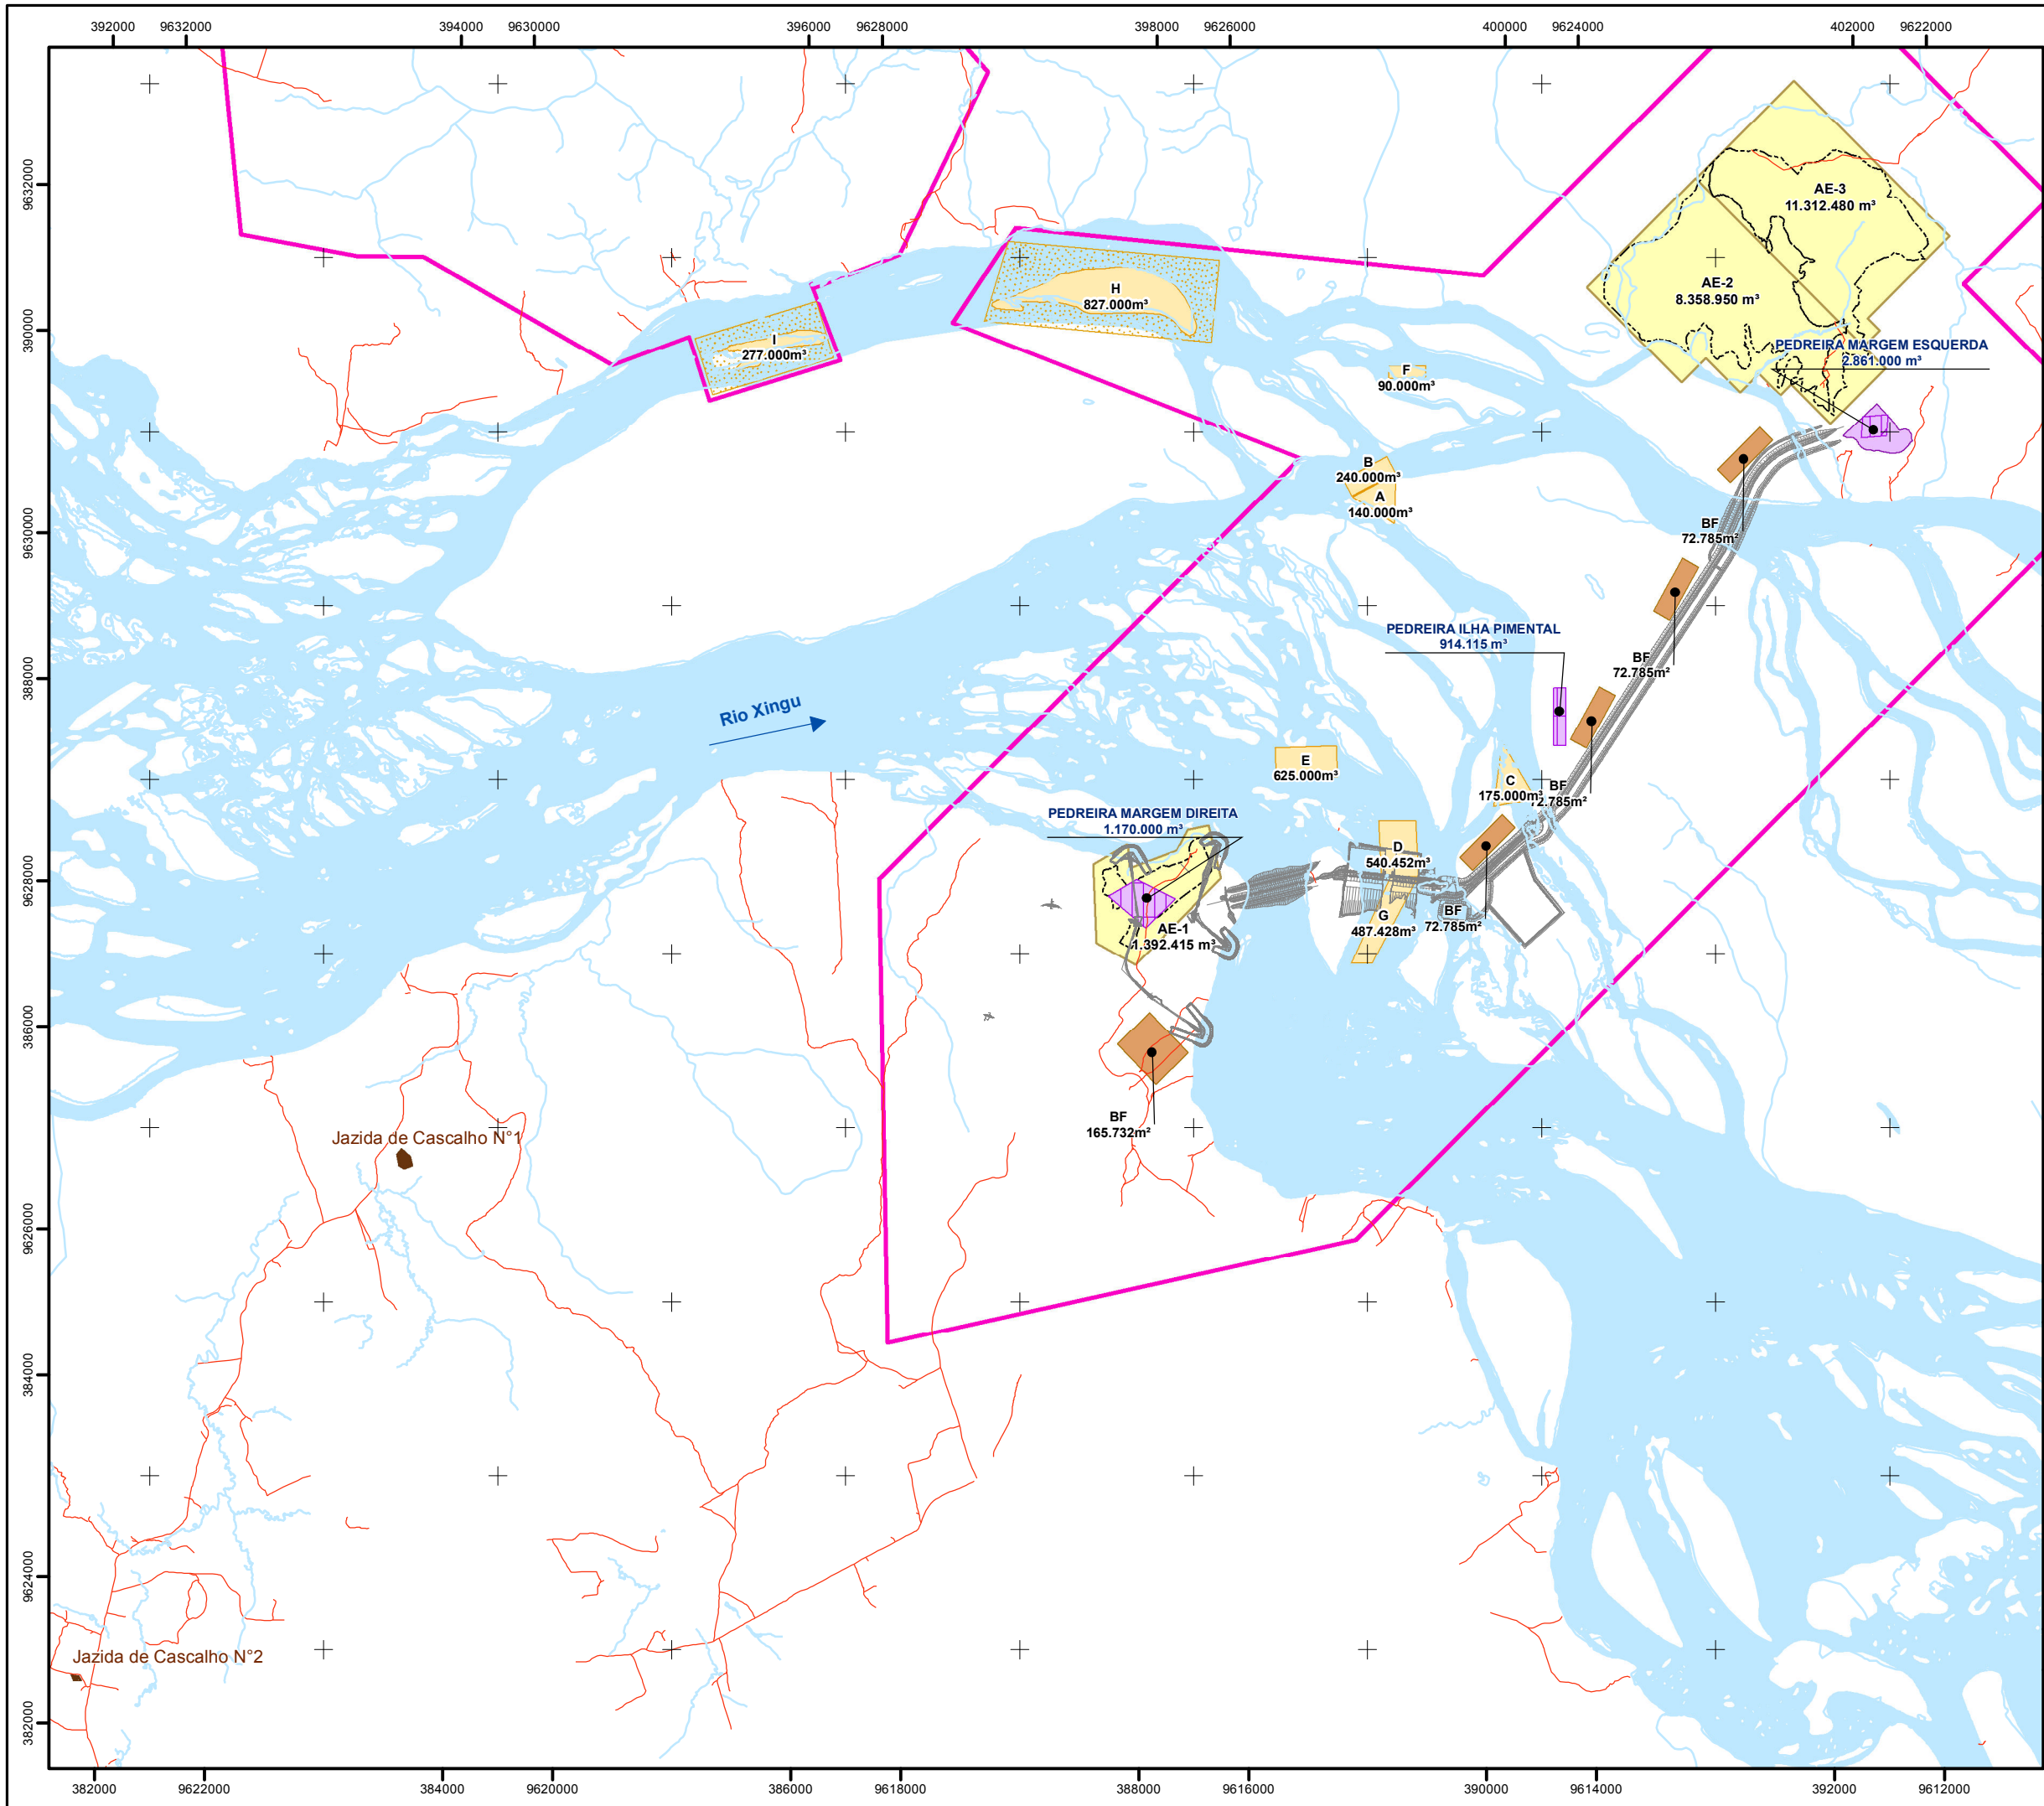 392000 9632000 394000 9630000 396000 9628000 398000 9626000 400000 9624000 402000 9622000
9632000
390000
9630000
388000
9628000
386000
9626000
384000
9624000
382000
AE-3
11.312.480 m³
AE-2
8.358.950 m³
H
827.000m³
I
277.000m³
PEDREIRA MARGEM ESQUERDA
2.861.000 m³
F
90.000m³
B
240.000m³
A
140.000m³
BF
72.785m²
PEDREIRA ILHA PIMENTAL
914.115 m³
BF
72.785m²
Rio Xingu
E
625.000m³
C
175.000m³
BF
72.785m²
PEDREIRA MARGEM DIREITA
1.170.000 m³
D
540.452m³
G
487.428m³
BF
72.785m²
AE-1
1.392.415 m³
BF
165.732m²
Jazida de Cascalho N°1
Jazida de Cascalho N°2
382000 9622000 384000 9620000 386000 9618000 388000 9616000 390000 9614000 392000 9612000